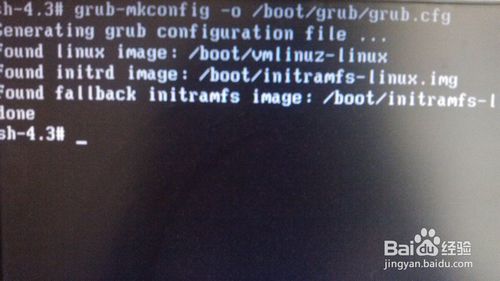 sh-4.3# grub-mkconfig -o /boot/grub/grub.cfg
Generating grub configuration file ...
Found linux image: /boot/vmlinuz-linux
Found initrd image: /boot/initramfs-linux.img
Found fallback initramfs image: /boot/initramfs-l
done
sh-4.3# _
Baidu 经验
jingyan.baidu.com